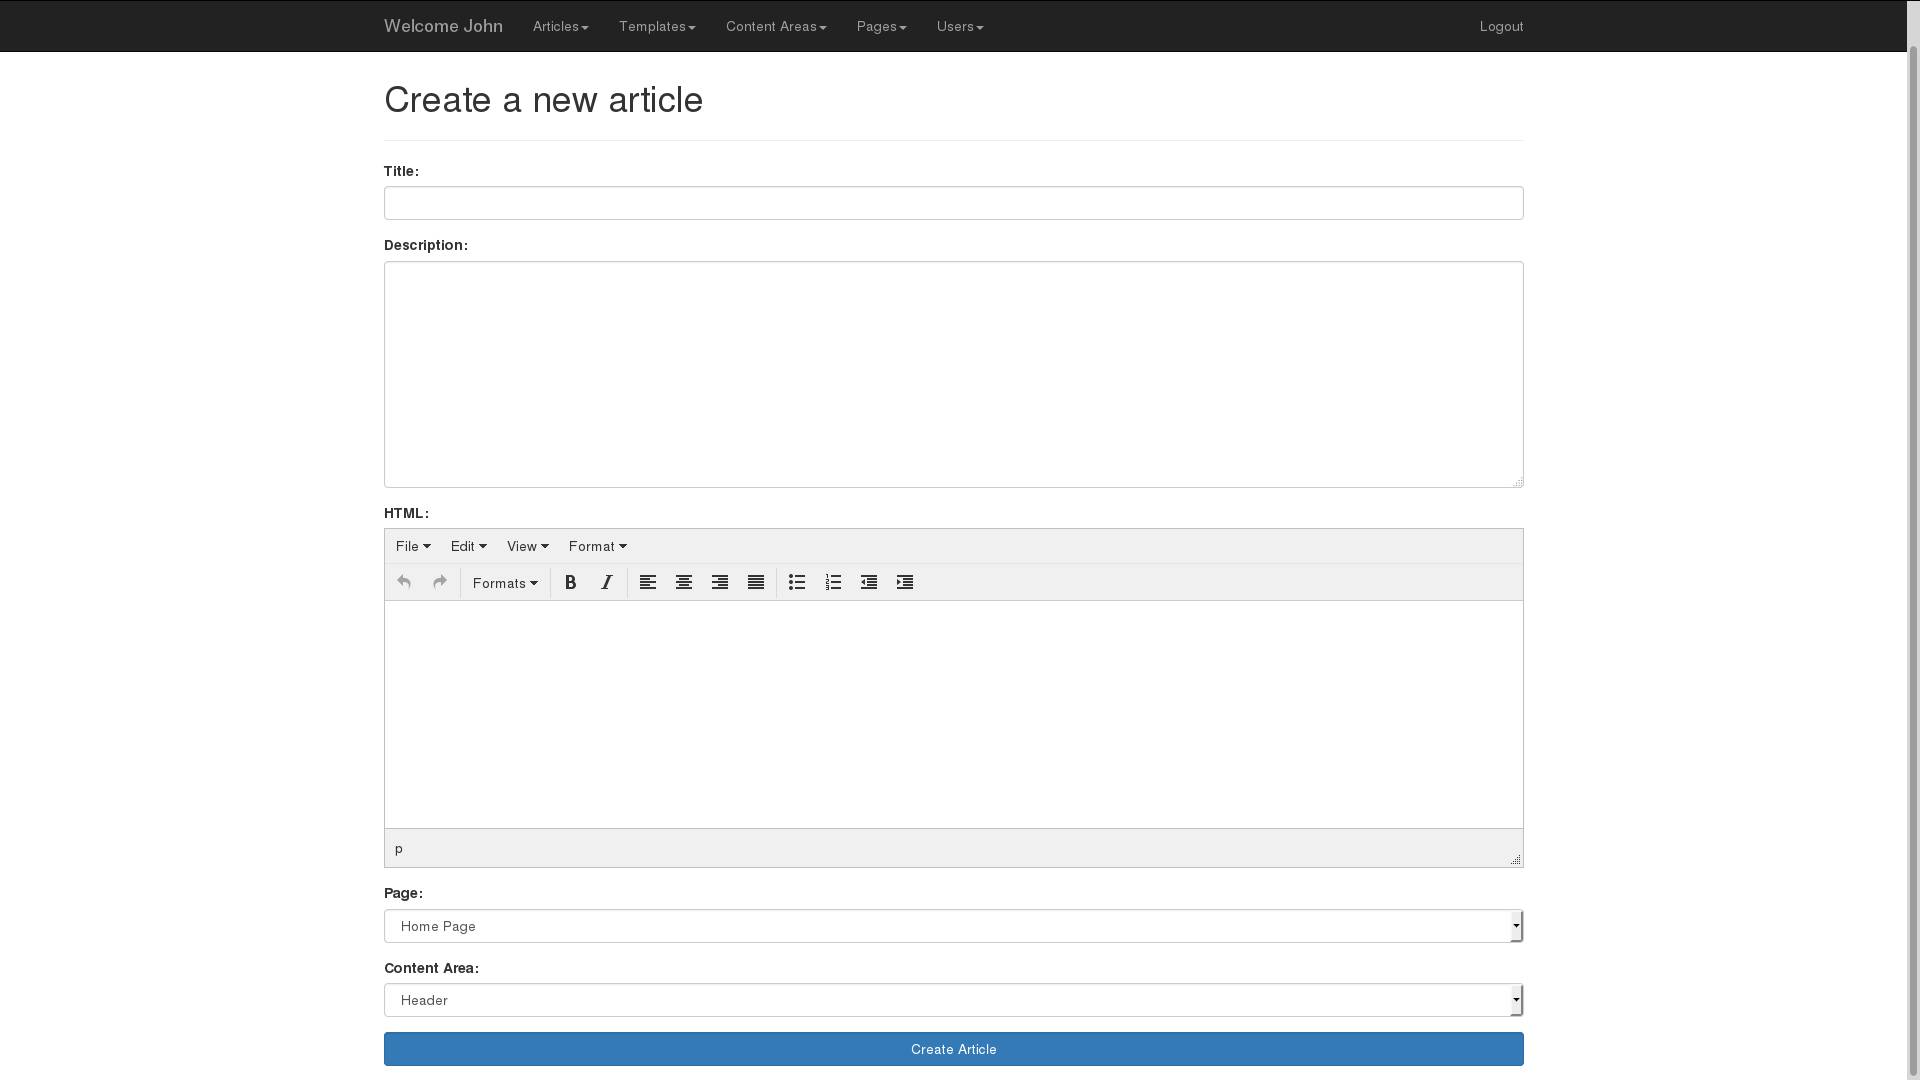 Welcome John Articles Templates Content Areas Pages Users Logout
Create a new article
Title:
Description:
HTML:
File Edit View Format
Formats B I
p
Page:
Home Page
Content Area:
Header
Create Article